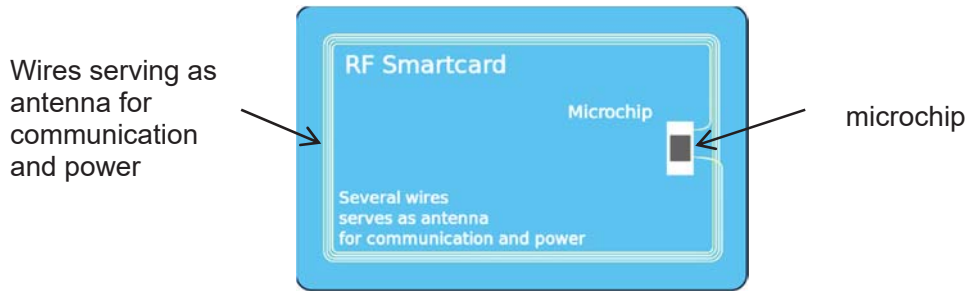 Wires serving as
antenna for
communication
and power
RF Smartcard
Microchip
microchip
Several wires
serves as antenna
for communication and power